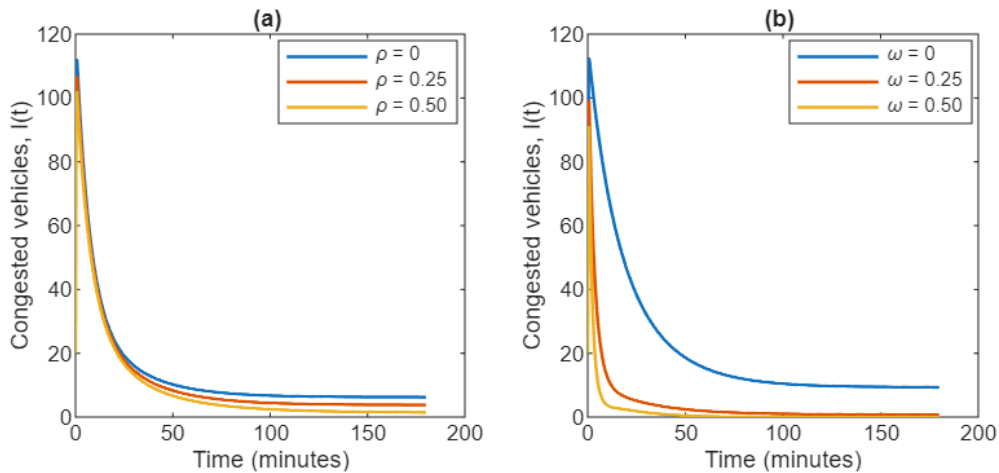 (a)
120
100
80
60
40
20
0
Congested vehicles, I(t)
ρ = 0
ρ = 0.25
ρ = 0.50
0
50
100
150
200
Time (minutes)
(b)
120
100
80
60
40
20
0
Congested vehicles, I(t)
ω = 0
ω = 0.25
ω = 0.50
0
50
100
150
200
Time (minutes)